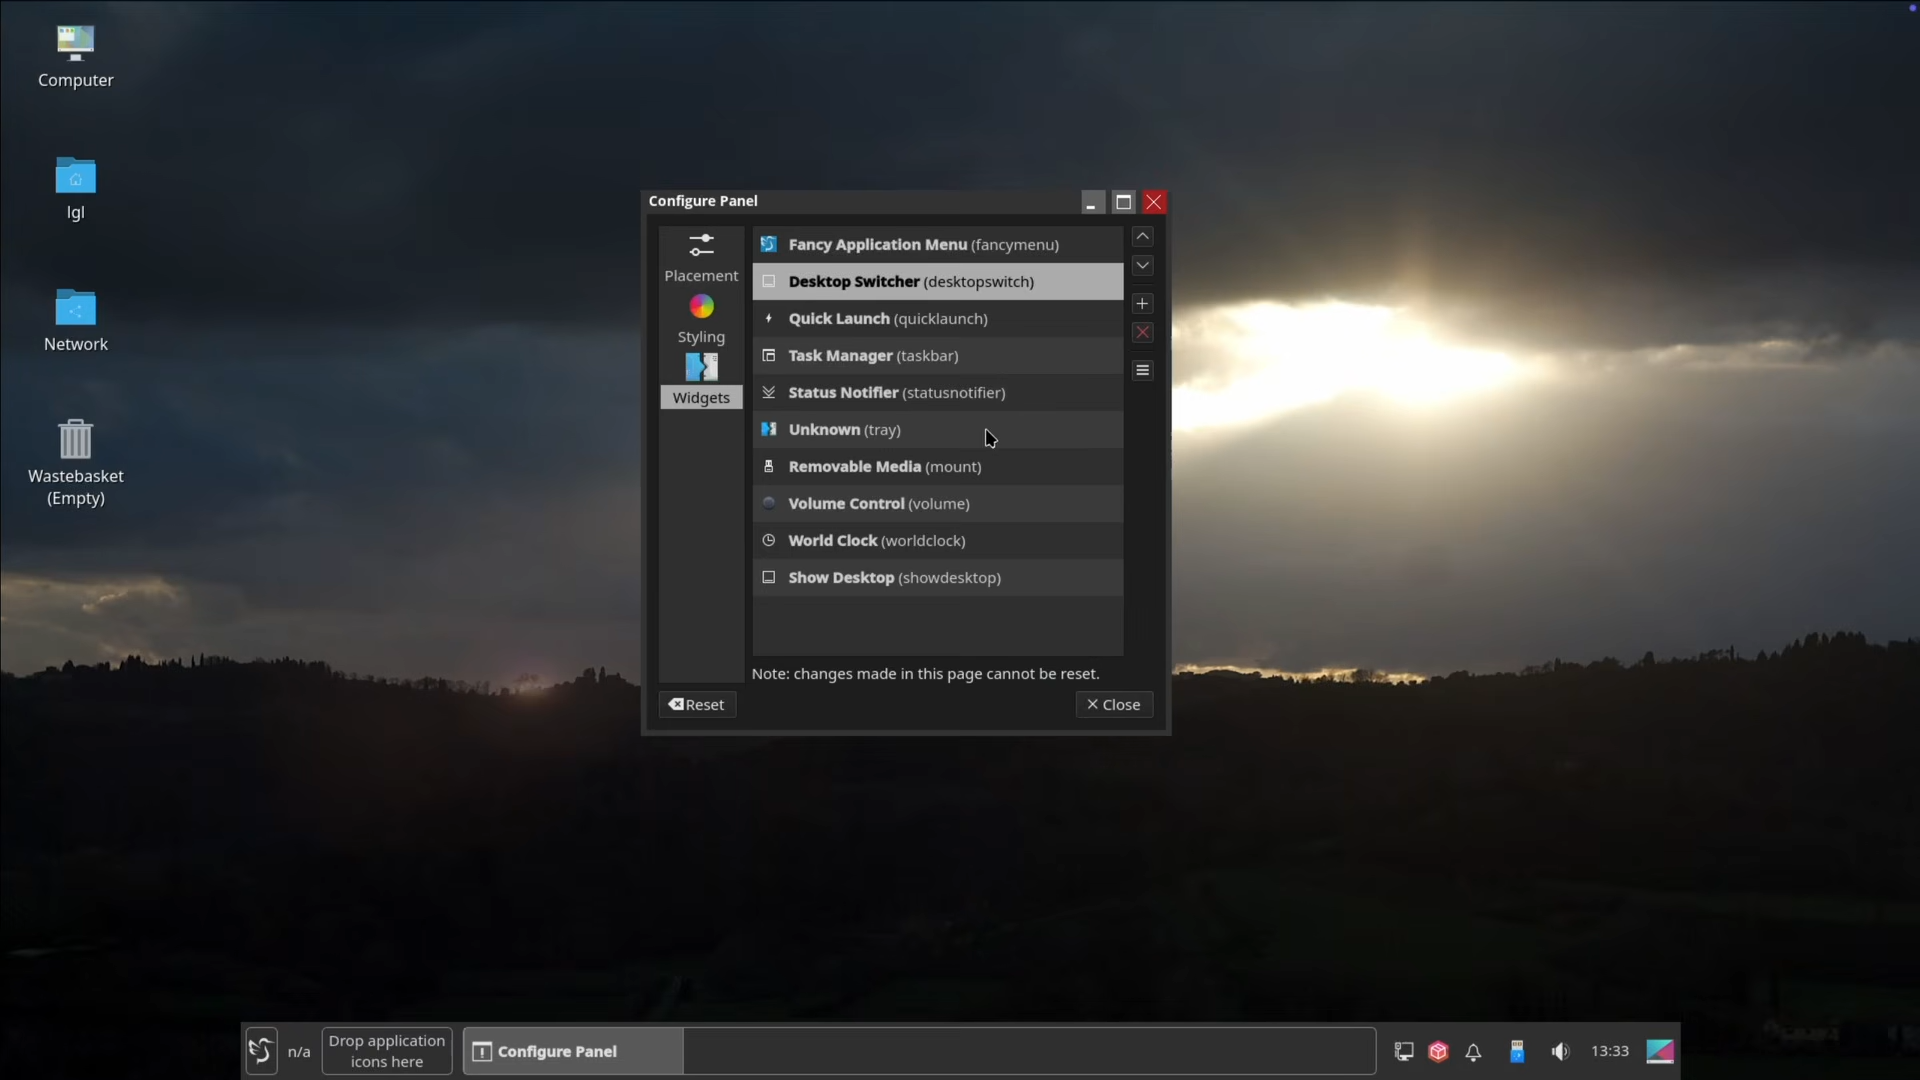 Computer
lgl
Network
Wastebasket
(Empty)
Configure Panel
Placement
Styling
Widgets
Fancy Application Menu (fancymenu)
Desktop Switcher (desktopswitch)
Quick Launch (quicklaunch)
Task Manager (taskbar)
Status Notifier (statusnotifier)
Unknown (tray)
Removable Media (mount)
Volume Control (volume)
World Clock (worldclock)
Show Desktop (showdesktop)
Note: changes made in this page cannot be reset.
Reset
Close
n/a
Drop application
icons here
Configure Panel
13:33